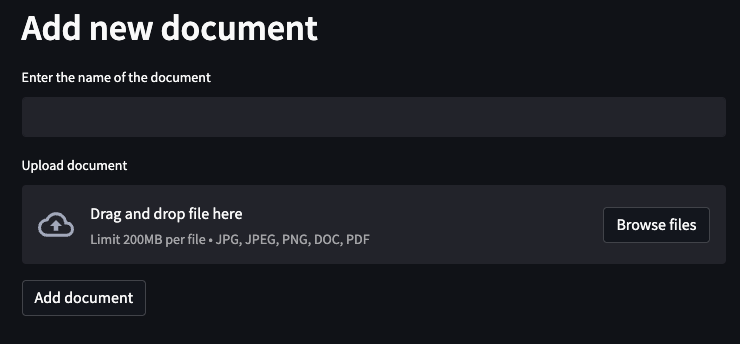 Add new document
Enter the name of the document
Upload document
Drag and drop file here
Limit 200MB per file • JPG, JPEG, PNG, DOC, PDF
Browse files
Add document